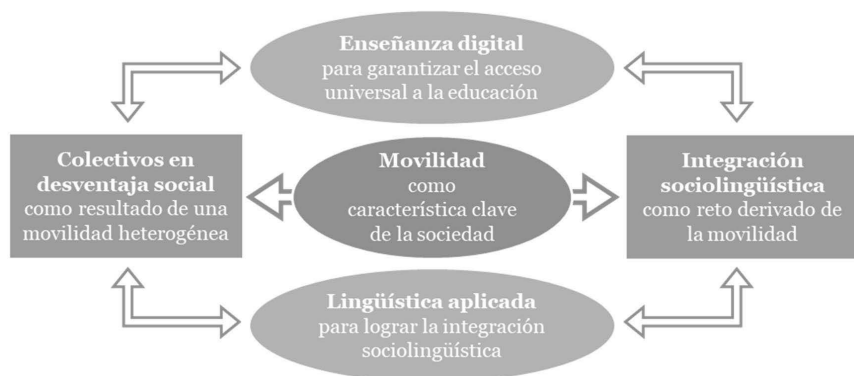 Enseñanza digital
para garantizar el acceso
universal a la educación
Colectivos en
desventaja social
como resultado de una
movilidad heterogénea
Movilidad
como
característica clave
de la sociedad
Integración
sociolingüística
como reto derivado de
la movilidad
Lingüística aplicada
para lograr la integración
sociolingüística